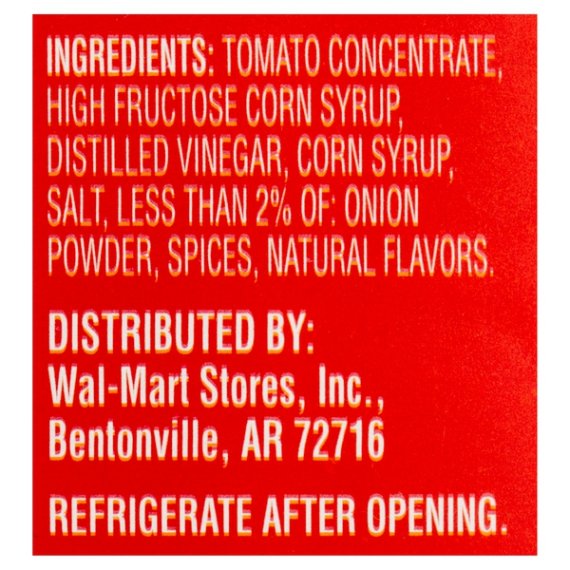 INGREDIENTS: TOMATO CONCENTRATE,
HIGH FRUCTOSE CORN SYRUP,
DISTILLED VINEGAR, CORN SYRUP,
SALT, LESS THAN 2% OF: ONION
POWDER, SPICES, NATURAL FLAVORS.
DISTRIBUTED BY:
Wal-Mart Stores, Inc.,
Bentonville, AR 72716
REFRIGERATE AFTER OPENING.